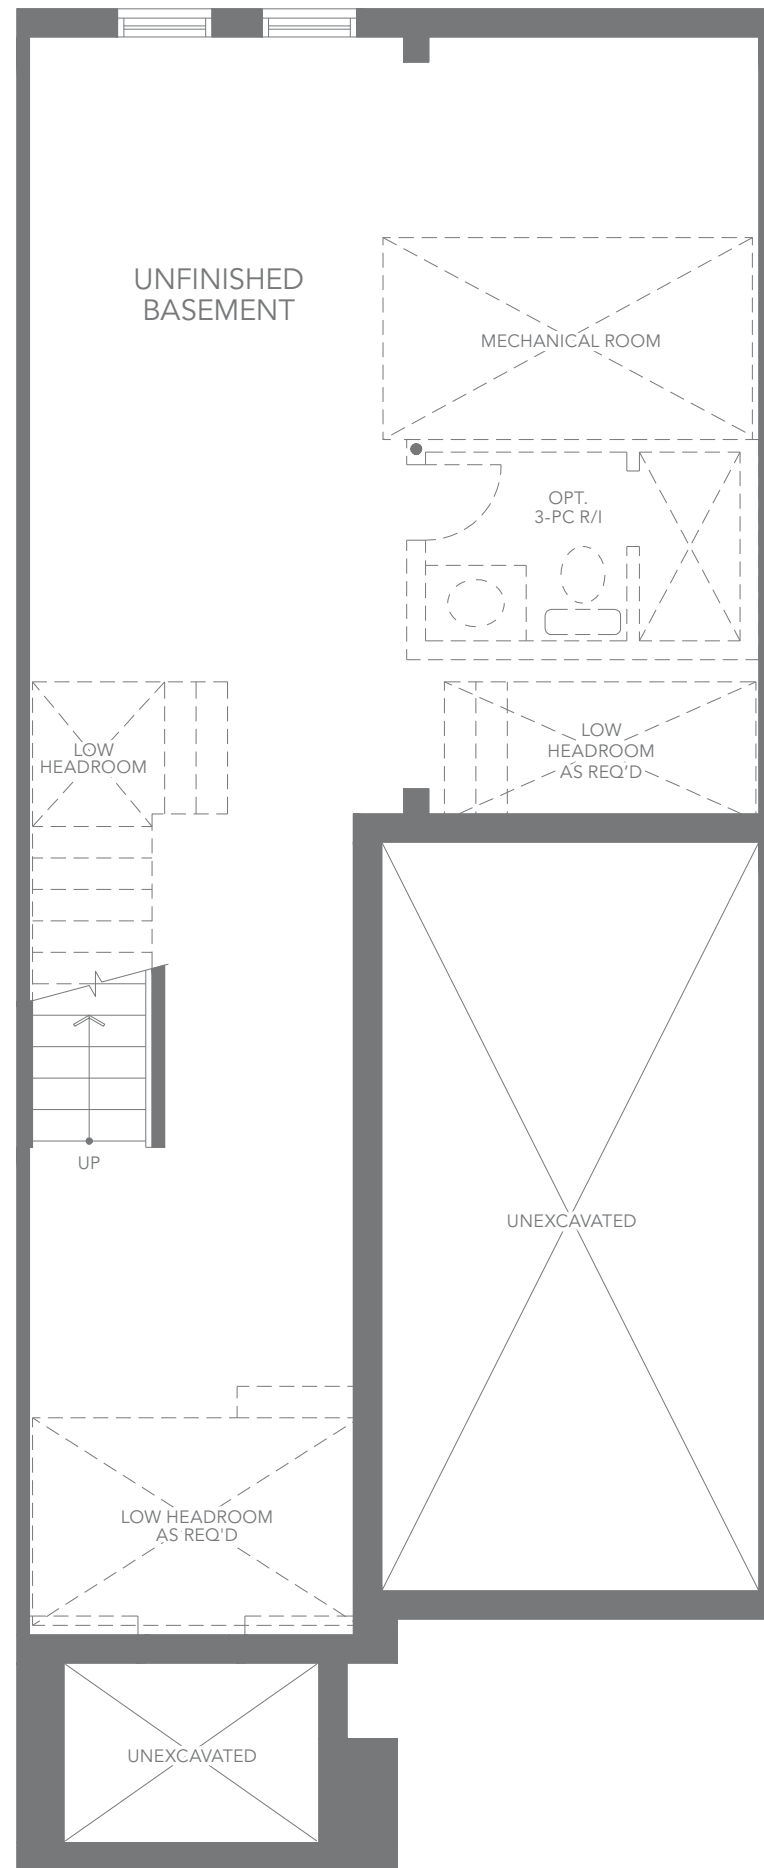 UNFINISHED
BASEMENT
MECHANICAL ROOM
OPT.
3-PC R/I
LOW
HEADROOM
LOW
HEADROOM
AS REQ'D
UP
UNEXCAVATED
LOW HEADROOM
AS REQ'D
UNEXCAVATED